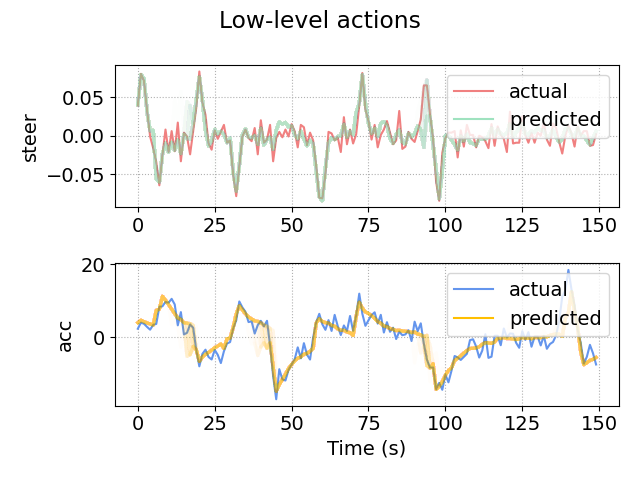 Low-level actions
steer
0.05
0.00
−0.05
actual
predicted
0 25 50 75 100 125 150
acc
20
0
actual
predicted
0 25 50 75 100 125 150
Time (s)